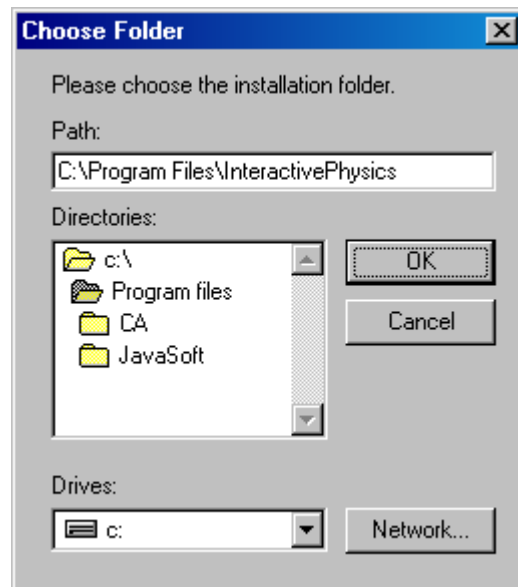 Choose Folder
Please choose the installation folder.
Path:
C:\Program Files\InteractivePhysics
Directories:
c:\
Program files
CA
JavaSoft
OK
Cancel
Drives:
c:
Network...